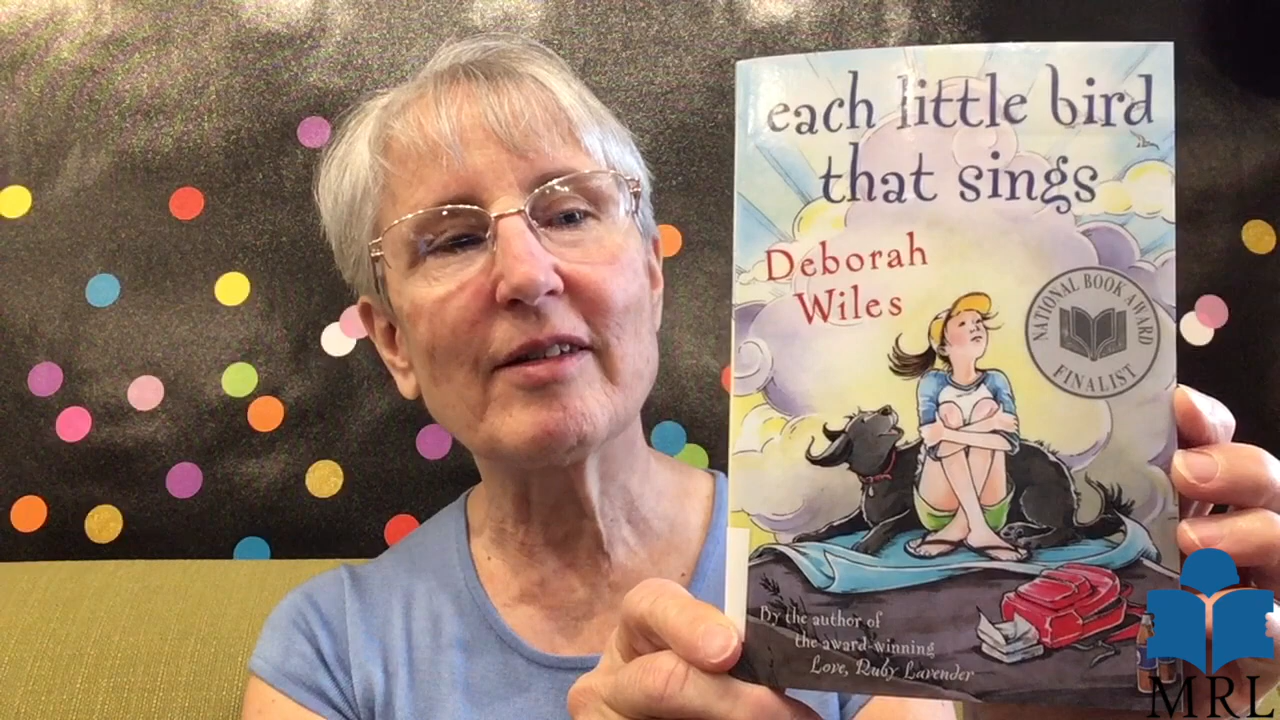 each little bird
that sings
Deborah
Wiles
NATIONAL BOOK AWARD
FINALIST
By the author of
the award-winning
Love, Ruby Lavender
MRL